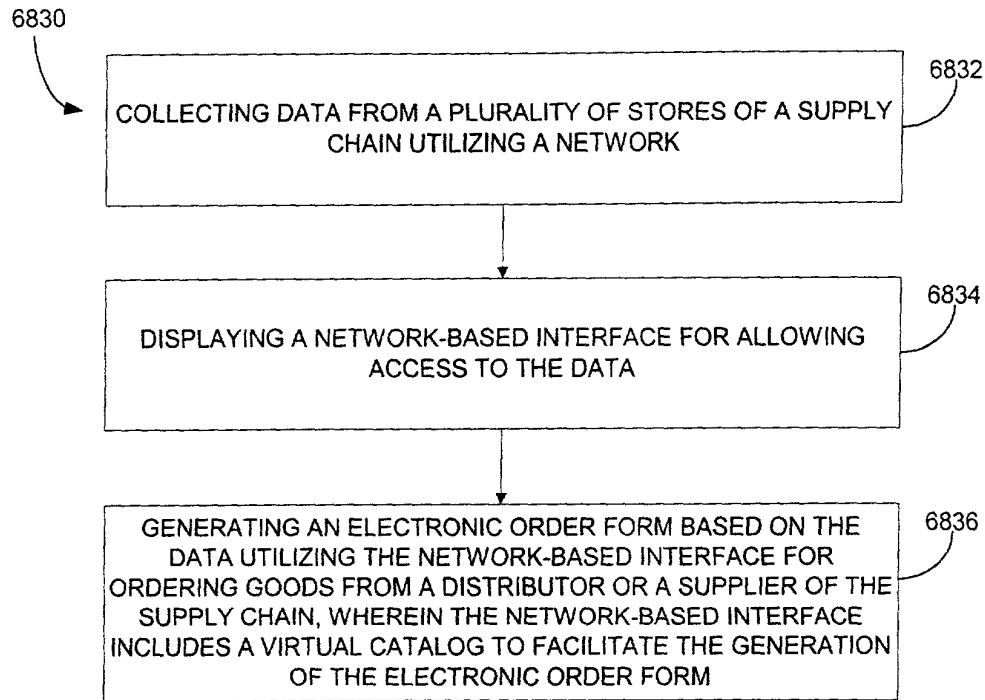 6830
6832
COLLECTING DATA FROM A PLURALITY OF STORES OF A SUPPLY
CHAIN UTILIZING A NETWORK
6834
DISPLAYING A NETWORK-BASED INTERFACE FOR ALLOWING
ACCESS TO THE DATA
6836
GENERATING AN ELECTRONIC ORDER FORM BASED ON THE
DATA UTILIZING THE NETWORK-BASED INTERFACE FOR
ORDERING GOODS FROM A DISTRIBUTOR OR A SUPPLIER OF THE
SUPPLY CHAIN, WHEREIN THE NETWORK-BASED INTERFACE
INCLUDES A VIRTUAL CATALOG TO FACILITATE THE GENERATION
OF THE ELECTRONIC ORDER FORM